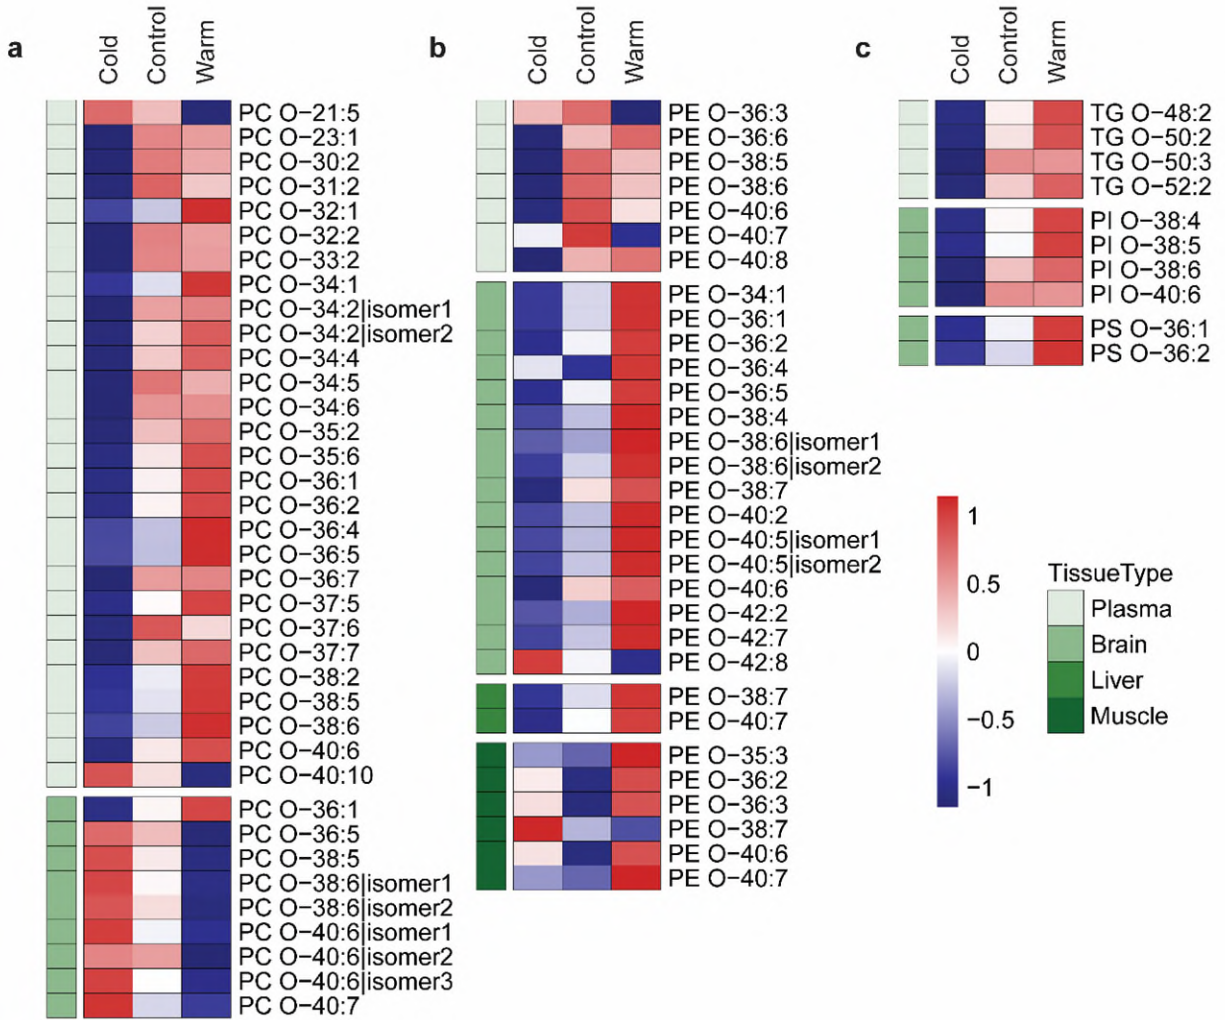 a
Cold
Control
Warm
PC O−21:5
PC O−23:1
PC O−30:2
PC O−31:2
PC O−32:1
PC O−32:2
PC O−33:2
PC O−34:1
PC O−34:2|isomer1
PC O−34:2|isomer2
PC O−34:4
PC O−34:5
PC O−34:6
PC O−35:2
PC O−35:6
PC O−36:1
PC O−36:2
PC O−36:4
PC O−36:5
PC O−36:7
PC O−37:5
PC O−37:6
PC O−37:7
PC O−38:2
PC O−38:5
PC O−38:6
PC O−40:6
PC O−40:10
PC O−36:1
PC O−36:5
PC O−38:5
PC O−38:6|isomer1
PC O−38:6|isomer2
PC O−40:6|isomer1
PC O−40:6|isomer2
PC O−40:6|isomer3
PC O−40:7
b
Cold
Control
Warm
PE O−36:3
PE O−36:6
PE O−38:5
PE O−38:6
PE O−40:6
PE O−40:7
PE O−40:8
PE O−34:1
PE O−36:1
PE O−36:2
PE O−36:4
PE O−36:5
PE O−38:4
PE O−38:6|isomer1
PE O−38:6|isomer2
PE O−38:7
PE O−40:2
PE O−40:5|isomer1
PE O−40:5|isomer2
PE O−40:6
PE O−42:2
PE O−42:7
PE O−42:8
PE O−38:7
PE O−40:7
PE O−35:3
PE O−36:2
PE O−36:3
PE O−38:7
PE O−40:6
PE O−40:7
c
Cold
Control
Warm
TG O−48:2
TG O−50:2
TG O−50:3
TG O−52:2
PI O−38:4
PI O−38:5
PI O−38:6
PI O−40:6
PS O−36:1
PS O−36:2
1
0.5
0
−0.5
−1
TissueType
Plasma
Brain
Liver
Muscle